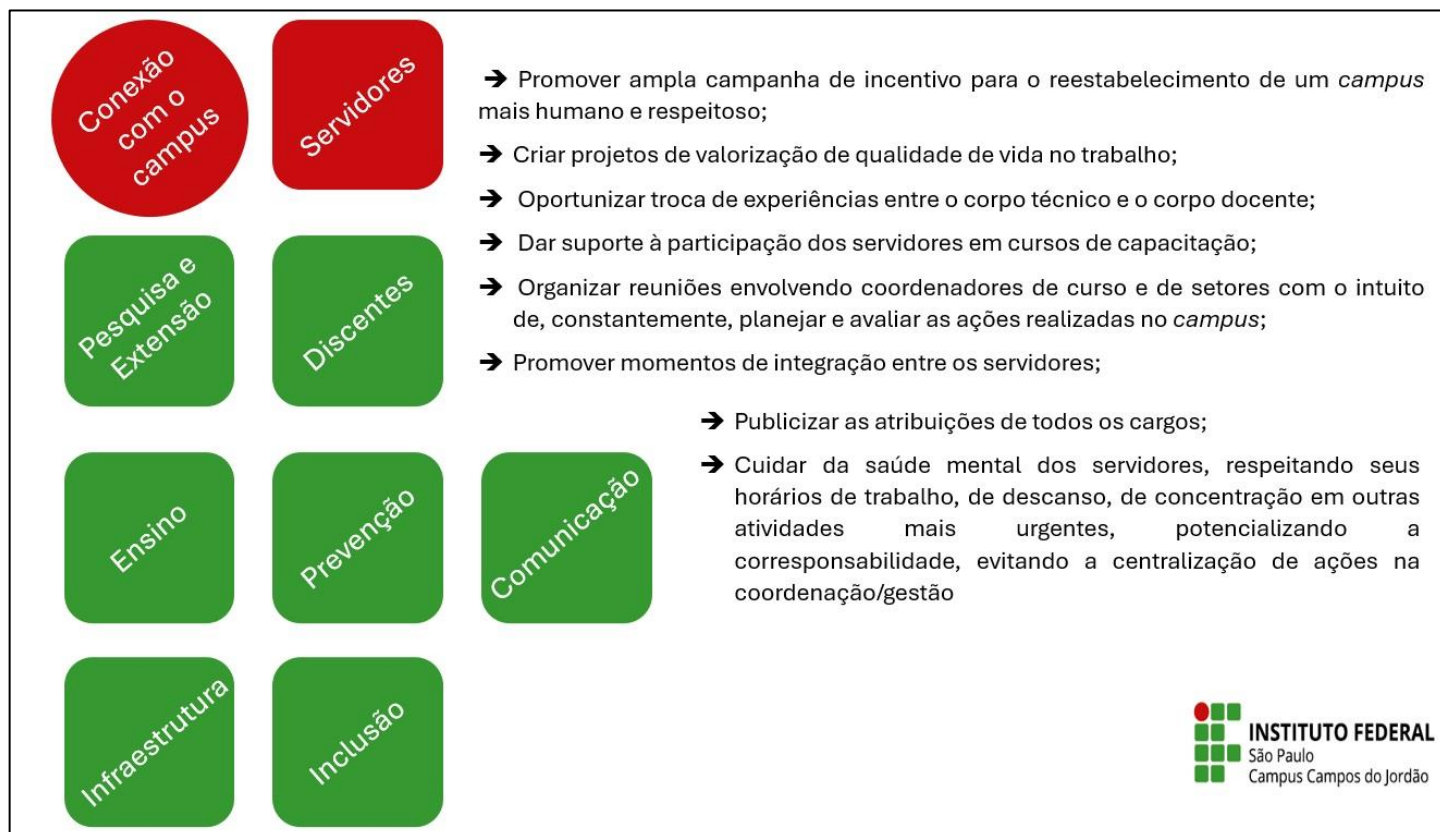 Conexão
com o
campus
Servidores
➔ Promover ampla campanha de incentivo para o reestabelecimento de um campus
mais humano e respeitoso;
➔ Criar projetos de valorização de qualidade de vida no trabalho;
➔ Oportunizar troca de experiências entre o corpo técnico e o corpo docente;
➔ Dar suporte à participação dos servidores em cursos de capacitação;
➔ Organizar reuniões envolvendo coordenadores de curso e de setores com o intuito
de, constantemente, planejar e avaliar as ações realizadas no campus;
➔ Promover momentos de integração entre os servidores;
Pesquisa e
Extensão
Discentes
➔ Publicizar as atribuições de todos os cargos;
➔ Cuidar da saúde mental dos servidores, respeitando seus
horários de trabalho, de descanso, de concentração em outras
atividades mais urgentes, potencializando a
corresponsabilidade, evitando a centralização de ações na
coordenação/gestão
Ensino
Prevenção
Comunicação
Infraestrutura
Inclusão
INSTITUTO FEDERAL
São Paulo
Campus Campos do Jordão